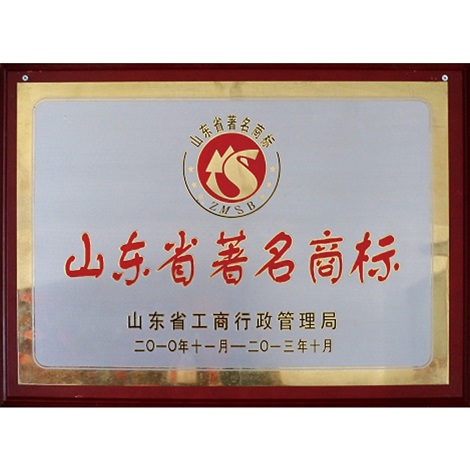 山东省著名商标
ZMSB
山东省著名商标
山东省工商行政管理局
二〇一〇年十一月—二〇一三年十月